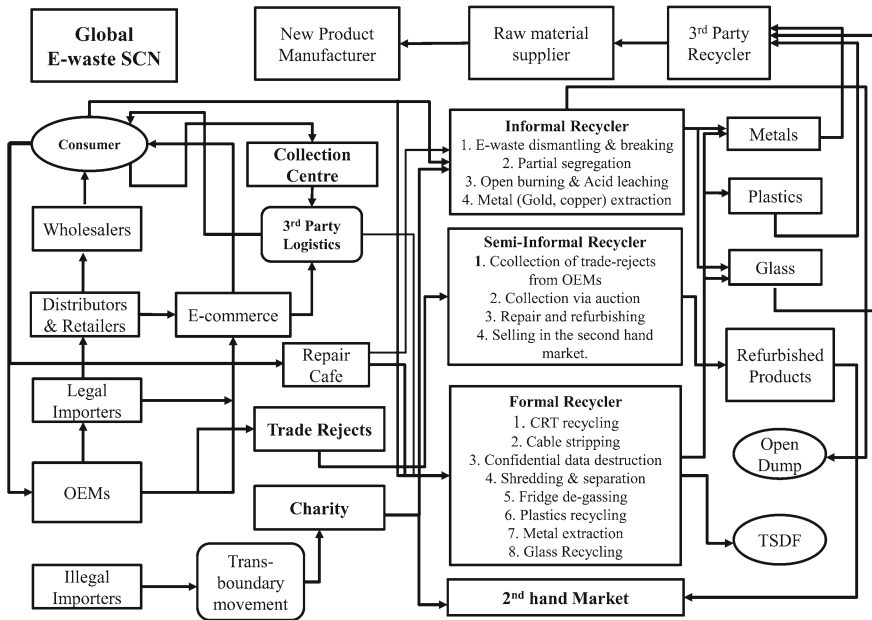 Global
E-waste SCN
New Product
Manufacturer
Raw material
supplier
3rd Party
Recycler
Consumer
Collection
Centre
3rd Party
Logistics
Wholesalers
Distributors
& Retailers
E-commerce
Repair
Cafe
Legal
Importers
Trade Rejects
OEMs
Charity
Illegal
Importers
Trans-
boundary
movement
Informal Recycler
1. E-waste dismantling & breaking
2. Partial segregation
3. Open burning & Acid leaching
4. Metal (Gold, copper) extraction
Semi-Informal Recycler
1. Ccollection of trade-rejects
from OEMs
2. Collection via auction
3. Repair and refurbishing
4. Selling in the second hand
market.
Formal Recycler
1. CRT recycling
2. Cable stripping
3. Confidential data destruction
4. Shredding & separation
5. Fridge de-gassing
6. Plastics recycling
7. Metal extraction
8. Glass Recycling
2nd hand Market
Metals
Plastics
Glass
Refurbished
Products
Open
Dump
TSDF